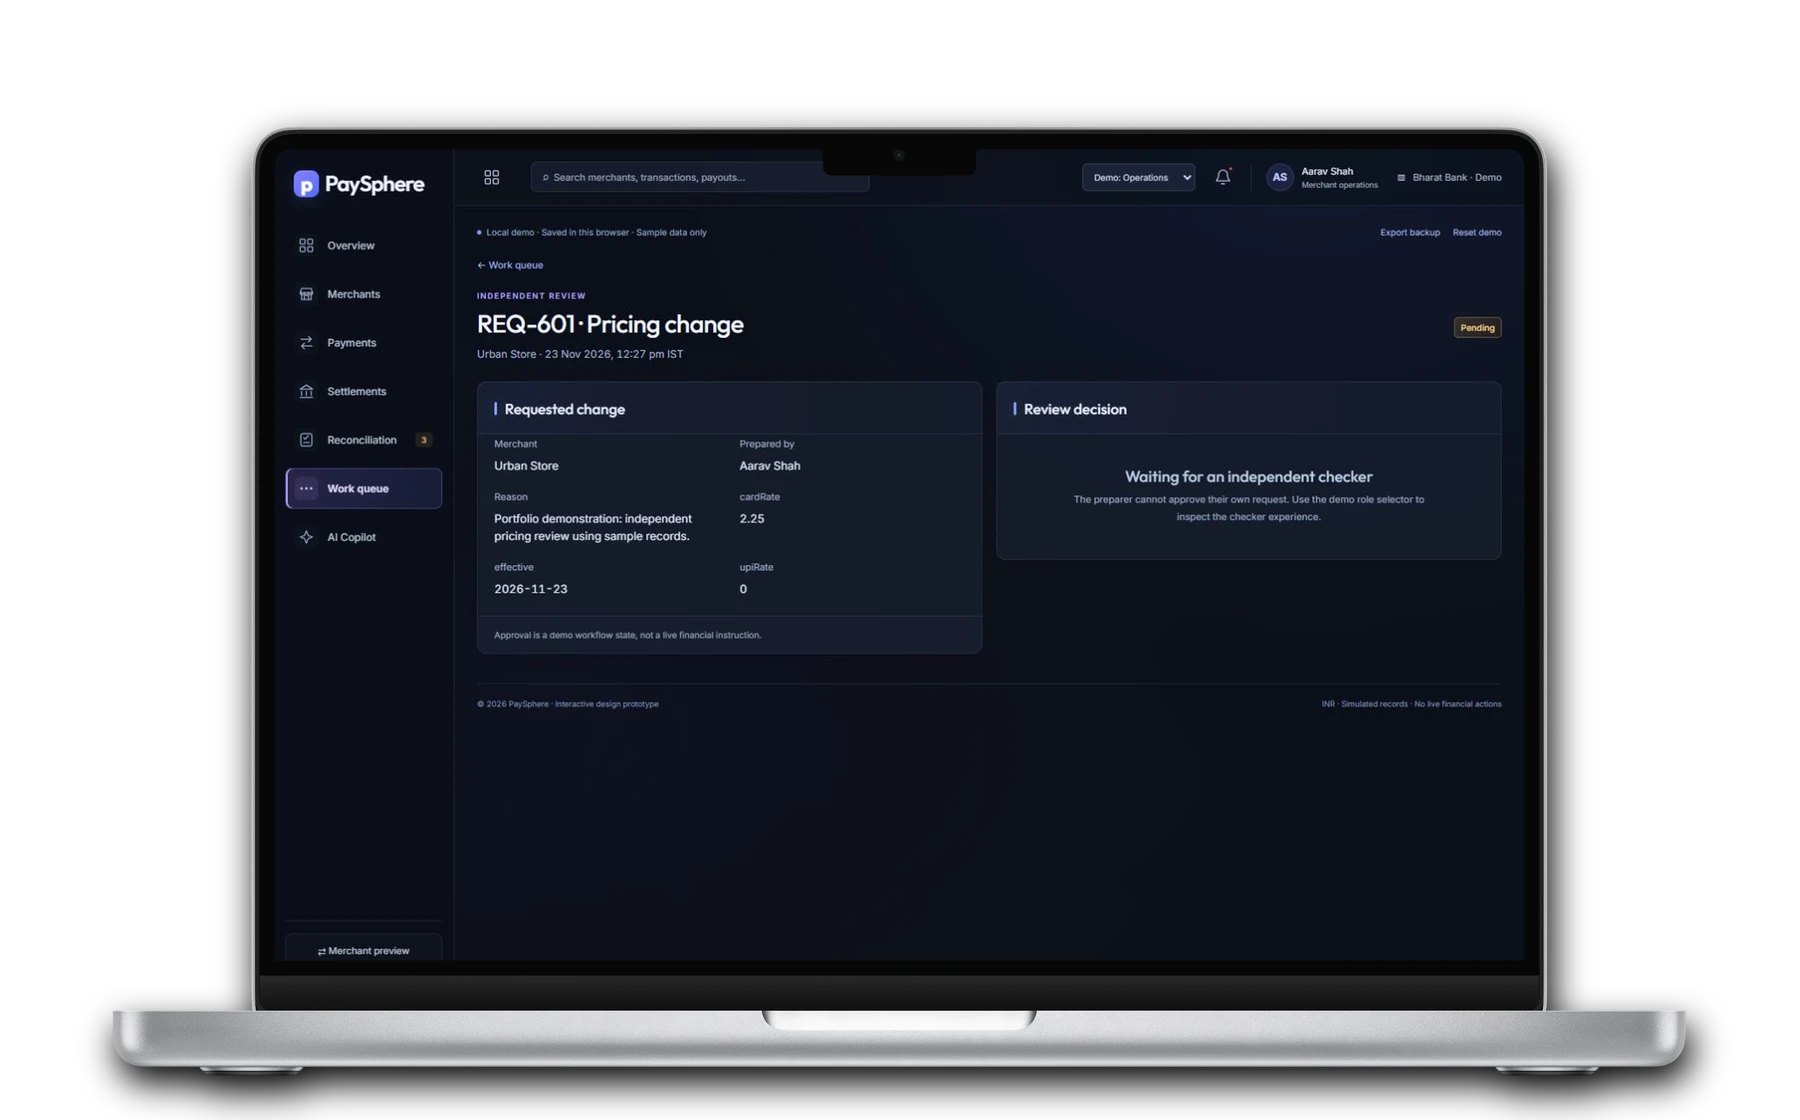 p PaySphere
Overview
Merchants
Payments
Settlements
Reconciliation 3
Work queue
AI Copilot
⇄ Merchant preview
Search merchants, transactions, payouts...
Demo: Operations
AS
Aarav Shah
Merchant operations
Bharat Bank · Demo
Local demo · Saved in this browser · Sample data only
Export backup Reset demo
← Work queue
INDEPENDENT REVIEW
REQ-601 · Pricing change
Pending
Urban Store · 23 Nov 2026, 12:27 pm IST
Requested change
Merchant
Urban Store
Prepared by
Aarav Shah
Reason
Portfolio demonstration: independent
pricing review using sample records.
cardRate
2.25
effective
2026-11-23
upiRate
0
Approval is a demo workflow state, not a live financial instruction.
Review decision
Waiting for an independent checker
The preparer cannot approve their own request. Use the demo role selector to
inspect the checker experience.
© 2026 PaySphere · Interactive design prototype
INR · Simulated records · No live financial actions